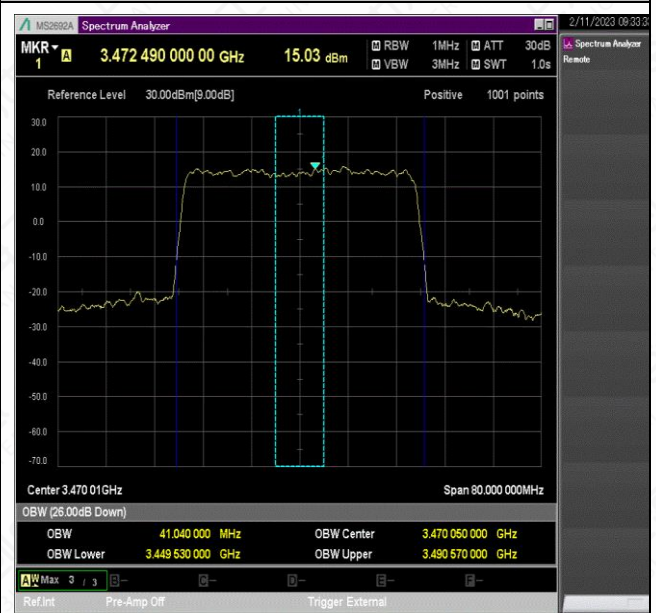 MS2692A Spectrum Analyzer
2/11/2023 09:33:33
MKR 1 A 3.472 490 000 00 GHz 15.03 dBm
M RBW 1MHz M ATT 30dB
M VBW 3MHz M SWT 1.0s
Spectrum Analyzer
Remote
Reference Level 30.00dBm[9.00dB] Positive 1001 points
1
30.0
20.0
10.0
0.0
-10.0
-20.0
-30.0
-40.0
-50.0
-60.0
-70.0
Center 3.470 01GHz Span 80.000 000MHz
OBW (26.00dB Down)
OBW 41.040 000 MHz OBW Center 3.470 050 000 GHz
OBW Lower 3.449 530 000 GHz OBW Upper 3.490 570 000 GHz
A W Max 3 / 3 B- C- D- E- F-
Ref.Int Pre-Amp Off Trigger External